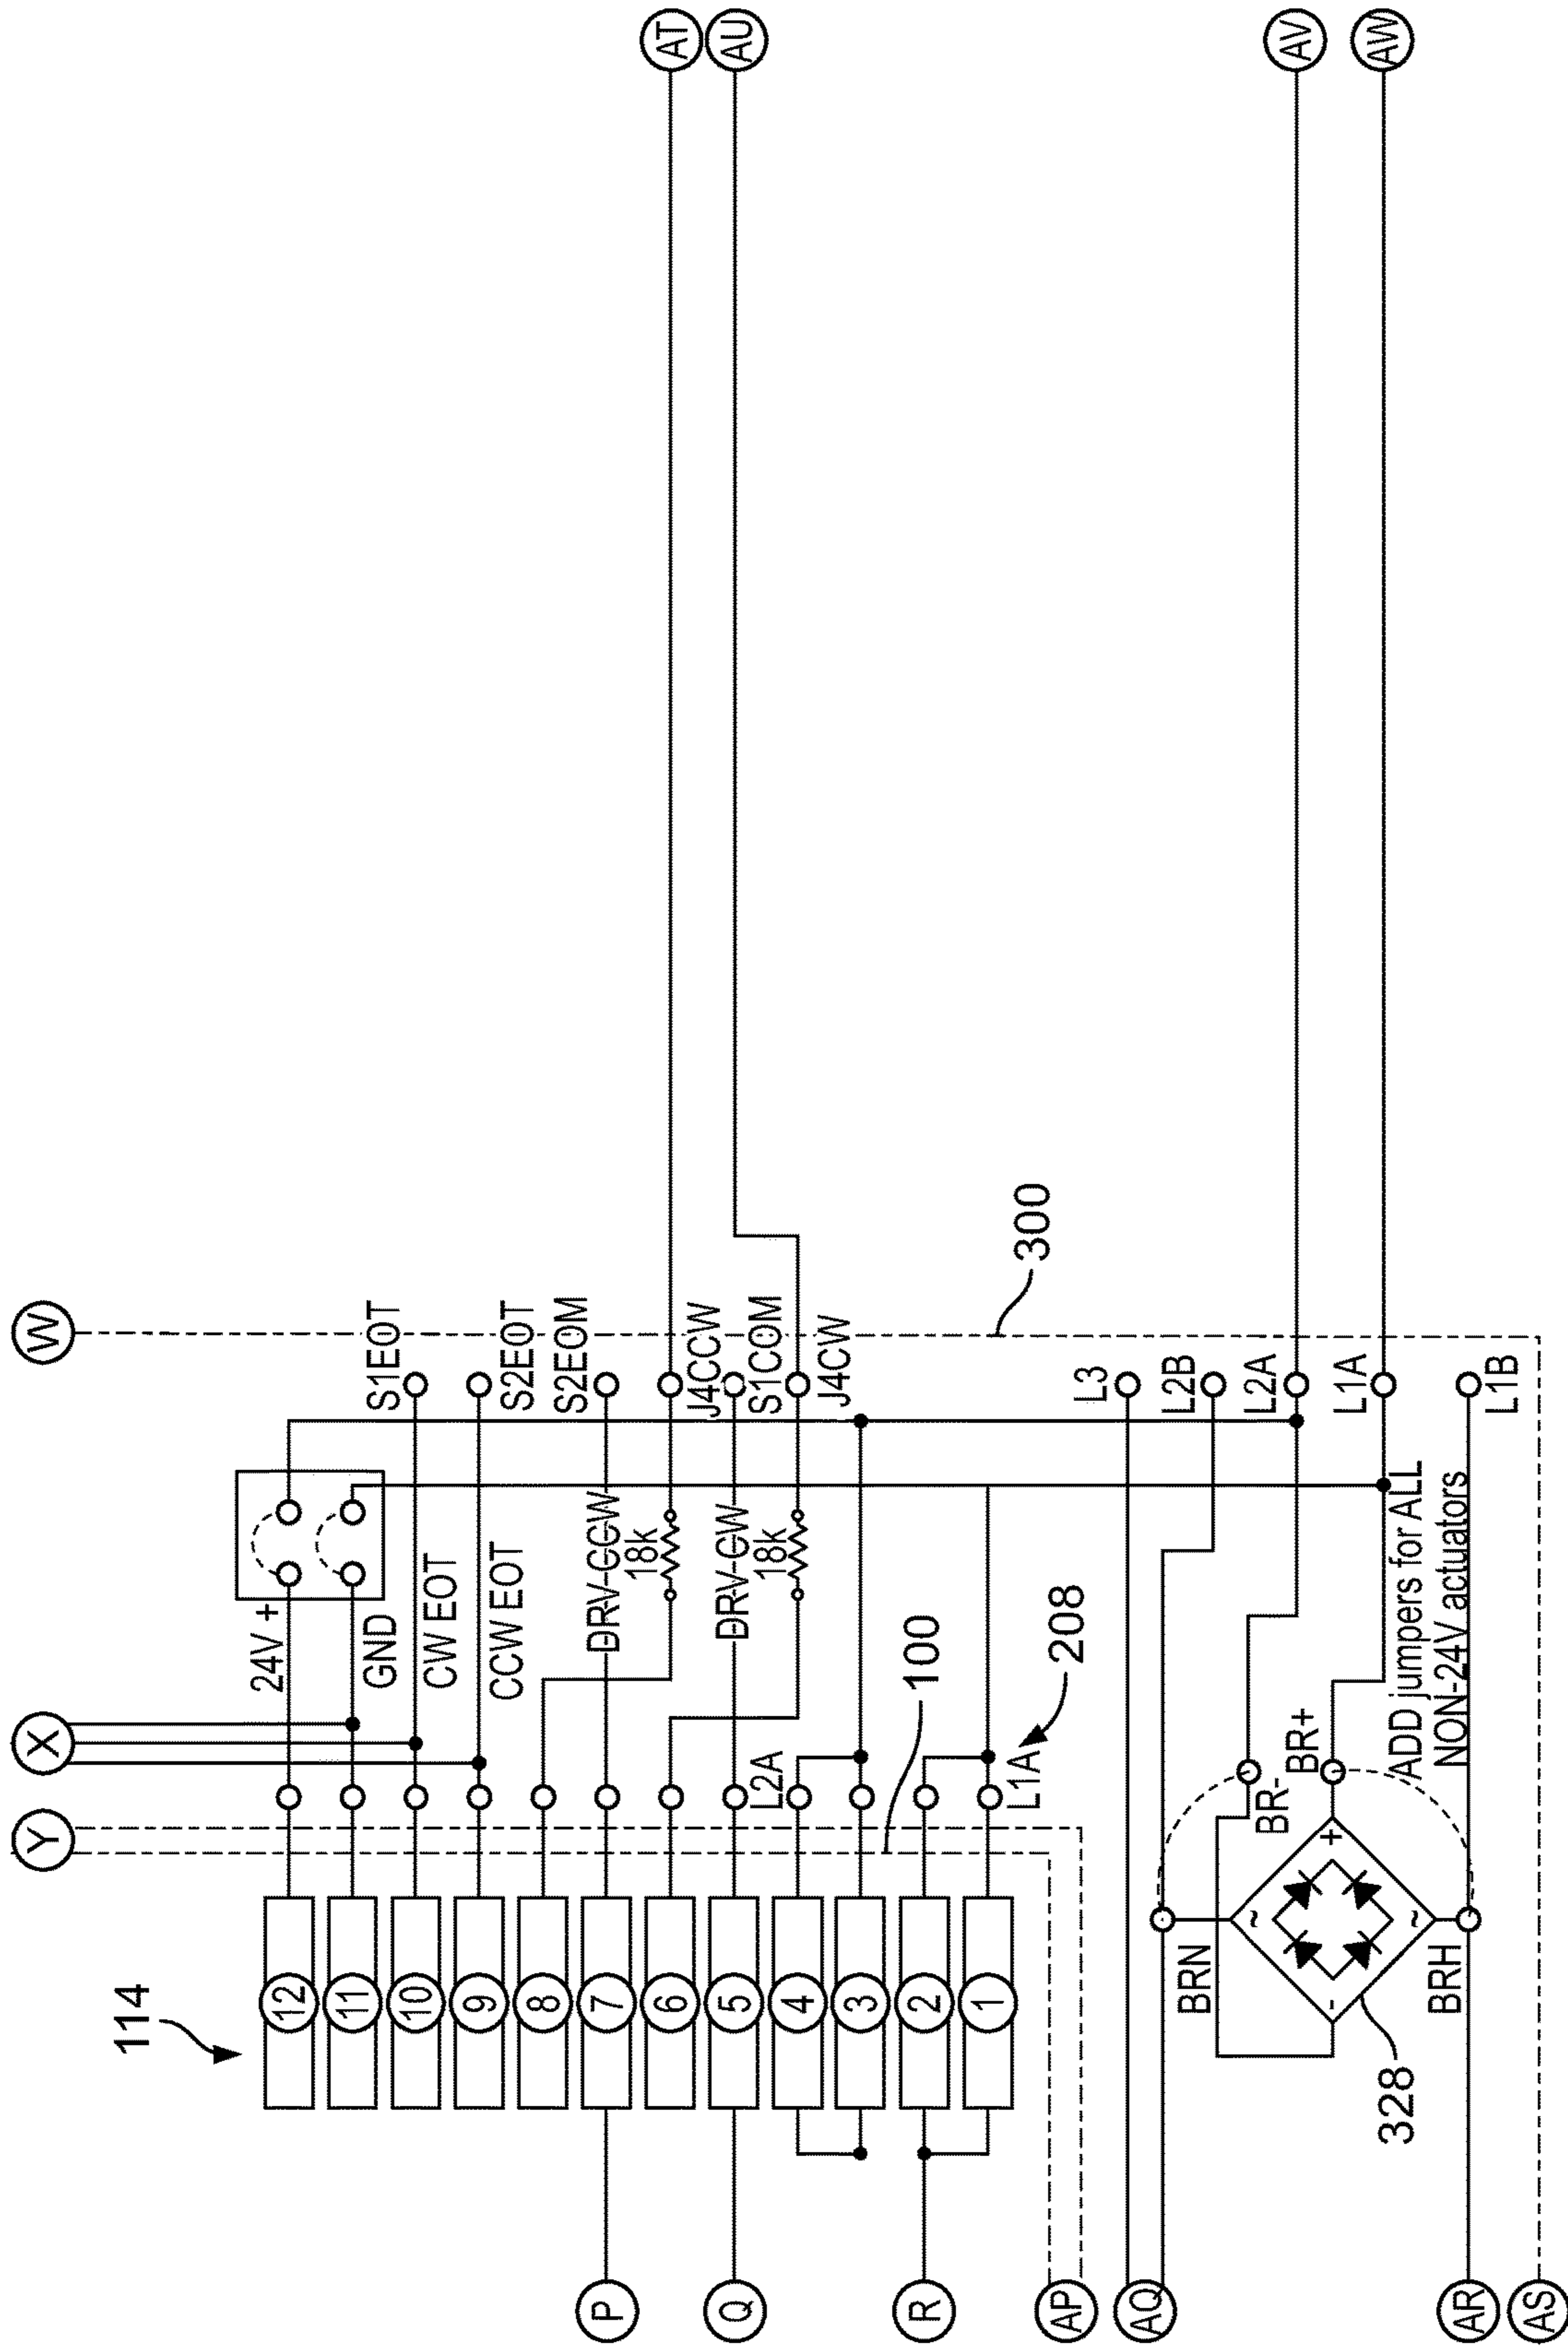 AT
AU
AV
AW
W
X
Y
S1EOT
S2EOT
S2EOM
J4CCW
S1COM
J4CW
300
L3
L2B
L2A
L1A
L1B
24V +
GND
CW EOT
CCW EOT
DRV-CCW
18k
DRV-CW
18k
100
208
L2A
L1A
ADD jumpers for ALL
NON-24V actuators
BR-
BR+
BRN
BRH
~
~
+
-
328
114
12
11
10
9
8
7
6
5
4
3
2
1
P
Q
R
AP
AQ
AR
AS